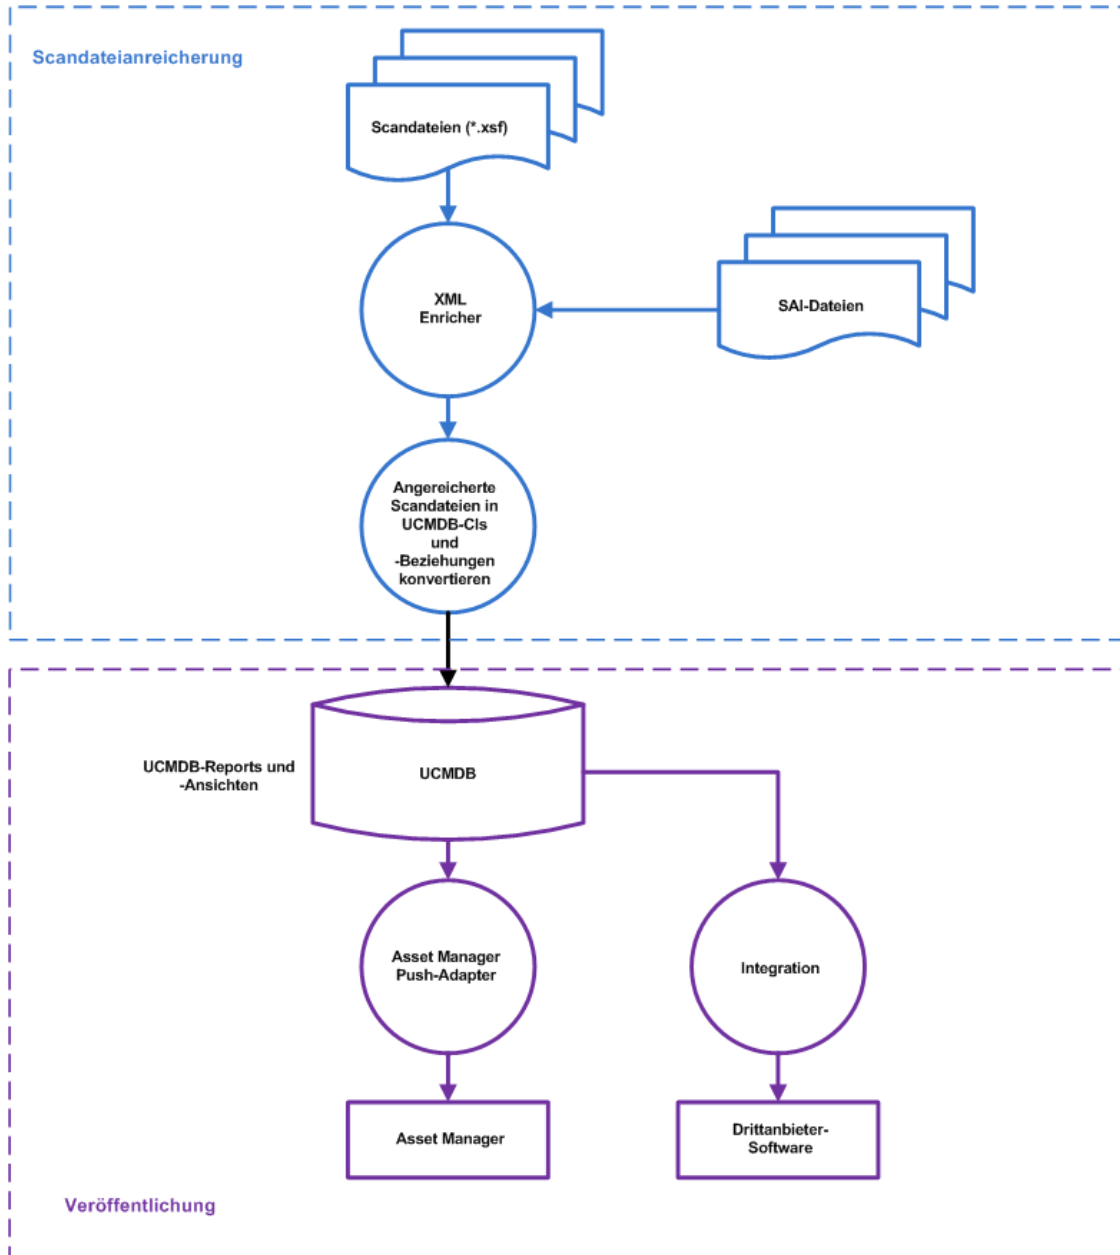 Scandateianreicherung
Scandateien (*.xsf)
XML
Enricher
SAI-Dateien
Angereicherte
Scandateien in
UCMDB-CIs
und
-Beziehungen
konvertieren
UCMDB-Reports und
-Ansichten
UCMDB
Asset Manager
Push-Adapter
Integration
Asset Manager
Drittanbieter-
Software
Veröffentlichung